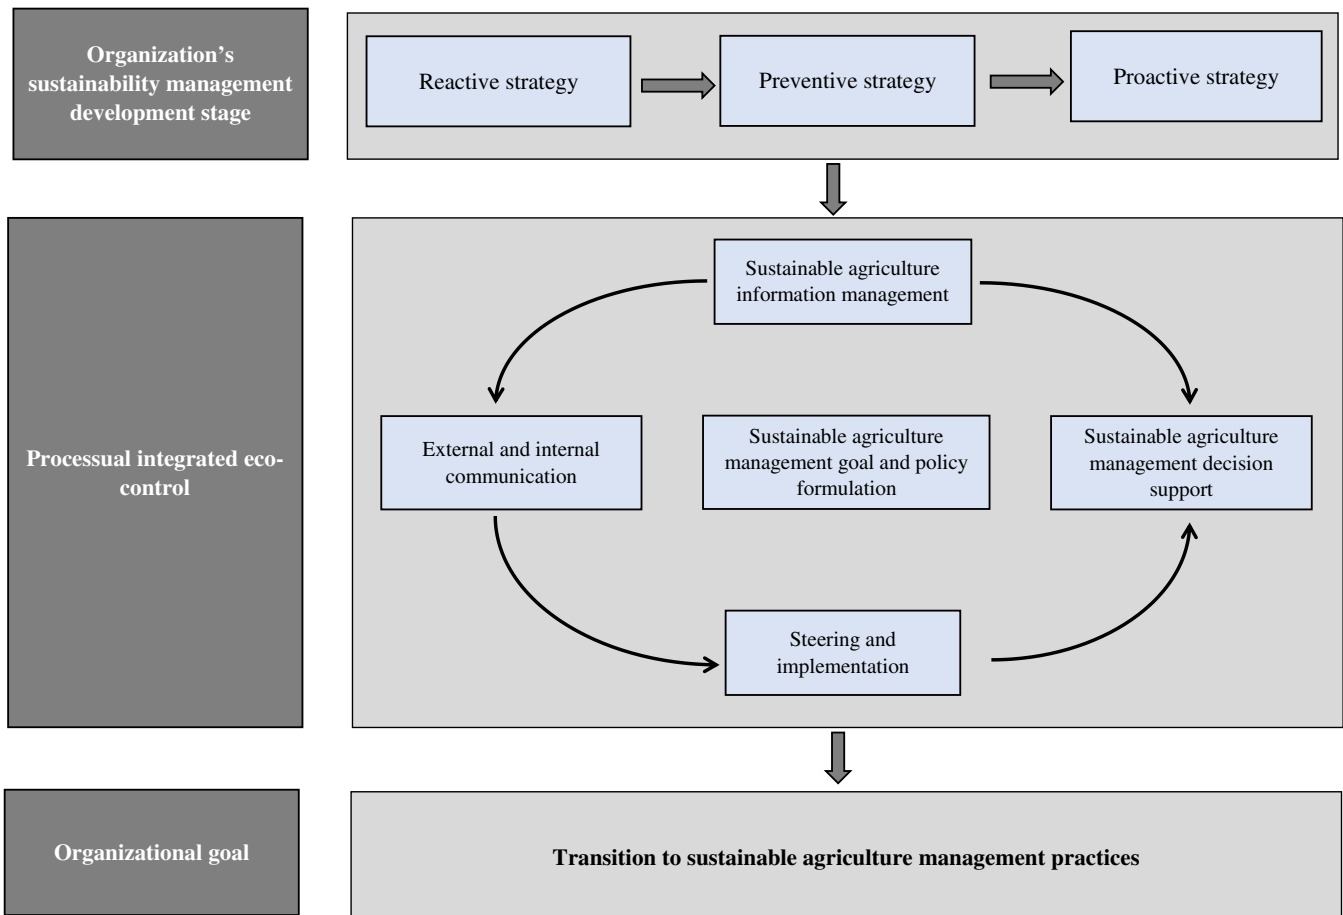 Organization’s
sustainability management
development stage
Reactive strategy
Preventive strategy
Proactive strategy
Processual integrated eco-
control
Sustainable agriculture
information management
External and internal
communication
Sustainable agriculture
management goal and policy
formulation
Sustainable agriculture
management decision
support
Steering and
implementation
Organizational goal
Transition to sustainable agriculture management practices